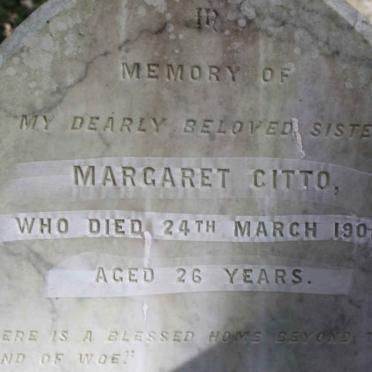 IN
MEMORY OF
MY DEARLY BELOVED SISTE
MARGARET CITTO,
WHO DIED 24TH MARCH 190
AGED 26 YEARS.
ERE IS A BLESSED HOME BEYOND T
ND OF WOE."